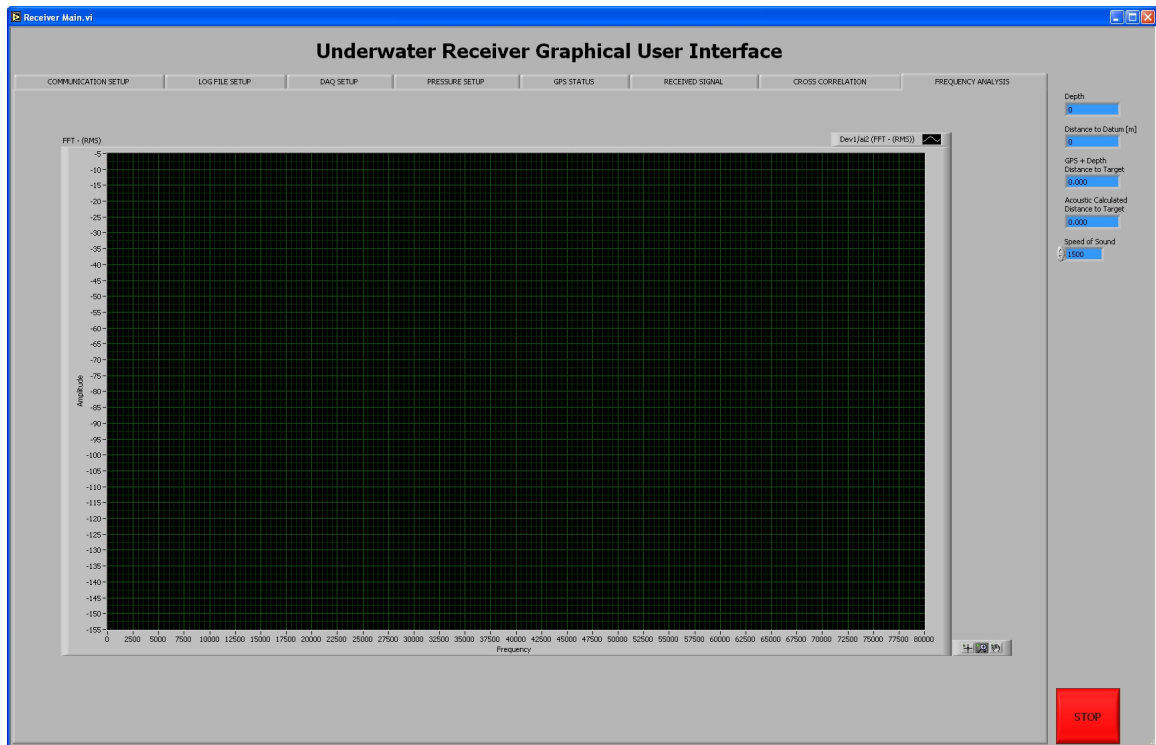 Receiver Main.vi
Underwater Receiver Graphical User Interface
COMMUNICATION SETUP
LOG FILE SETUP
DAQ SETUP
PRESSURE SETUP
GPS STATUS
RECEIVED SIGNAL
CROSS CORRELATION
FREQUENCY ANALYSIS
FFT - (RMS)
Dev1/ai2 (FFT - (RMS))
Amplitude
-5
-10
-15
-20
-25
-30
-35
-40
-45
-50
-55
-60
-65
-70
-75
-80
-85
-90
-95
-100
-105
-110
-115
-120
-125
-130
-135
-140
-145
-150
-155
0 2500 5000 7500 10000 12500 15000 17500 20000 22500 25000 27500 30000 32500 35000 37500 40000 42500 45000 47500 50000 52500 55000 57500 60000 62500 65000 67500 70000 72500 75000 77500 80000
Frequency
Depth
0
Distance to Datum [m]
0
GPS + Depth
Distance to Target
0.000
Acoustic Calculated
Distance to Target
0.000
Speed of Sound
1500
STOP